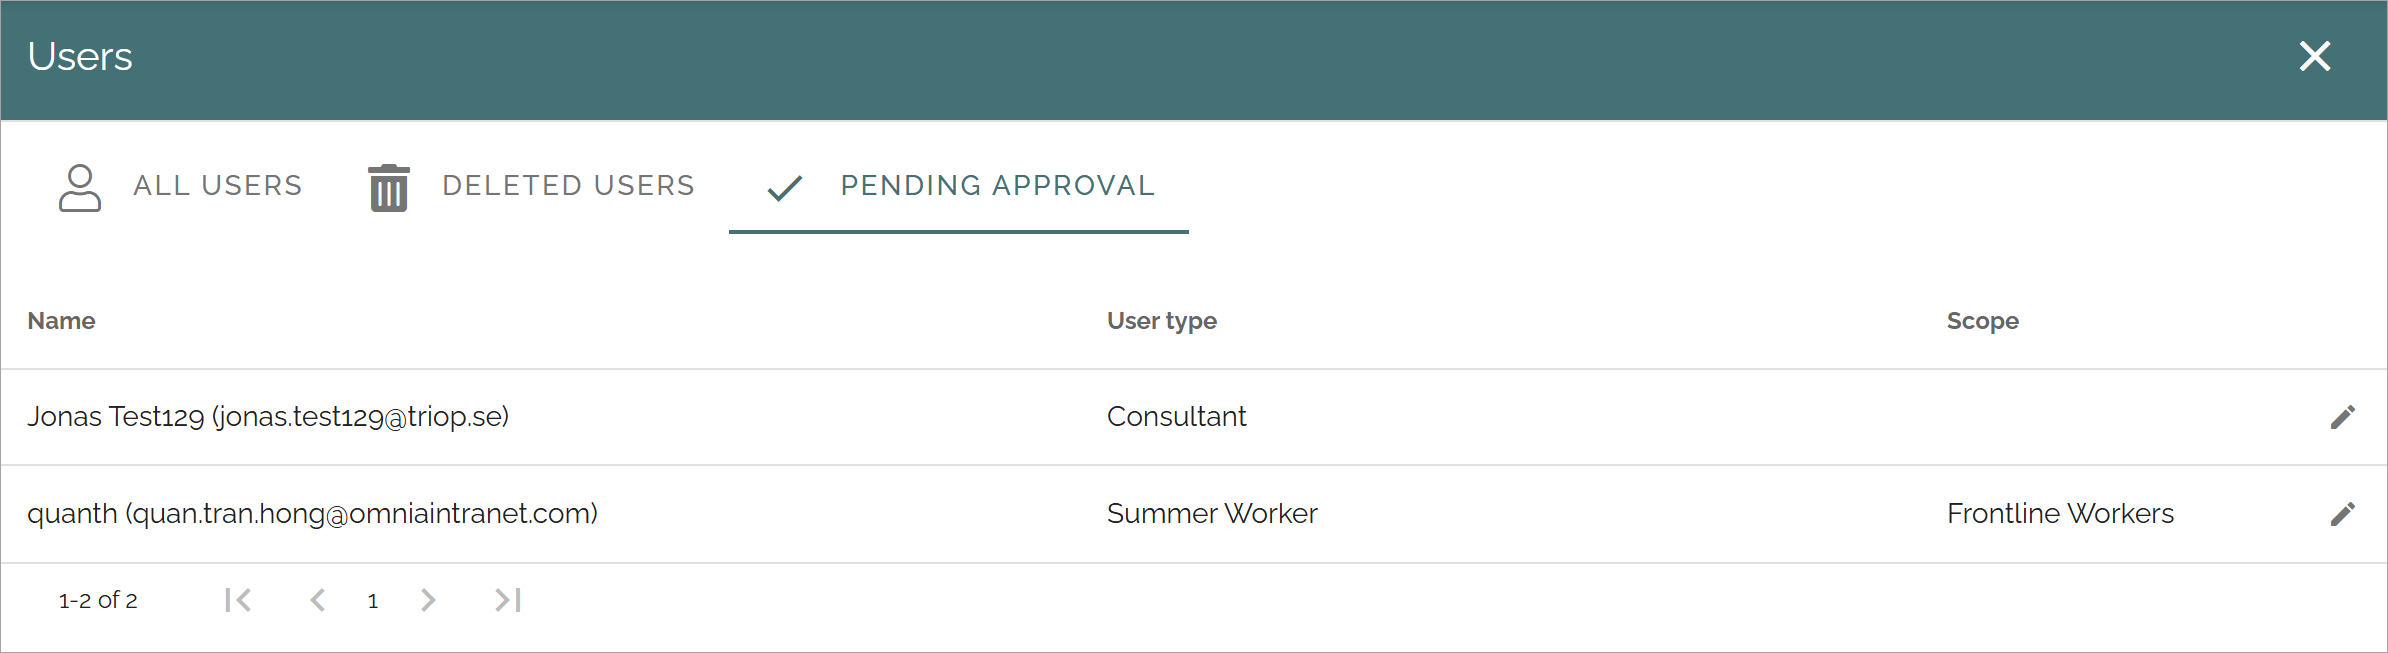 Users
ALL USERS DELETED USERS PENDING APPROVAL
Name User type Scope
Jonas Test129 (jonas.test129@triop.se) Consultant
quanth (quan.tran.hong@omniaintranet.com) Summer Worker Frontline Workers
1-2 of 2 1